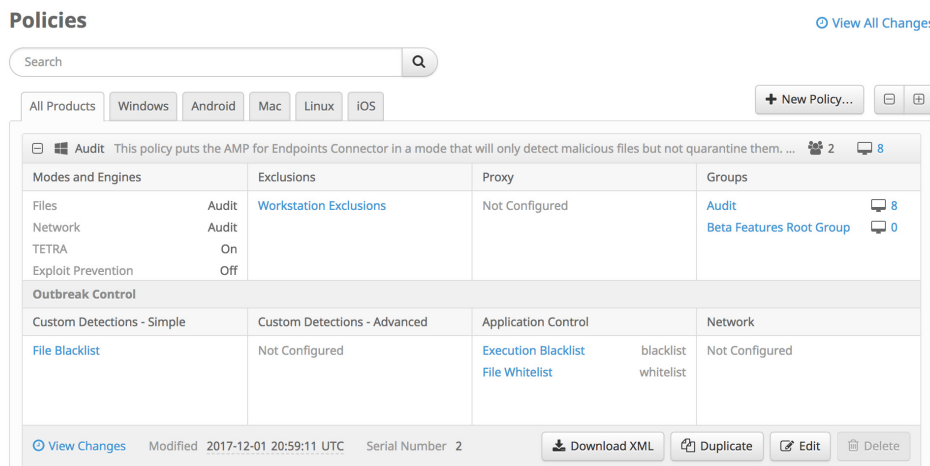 Policies
View All Changes
Search
All Products Windows Android Mac Linux iOS
New Policy...
Audit This policy puts the AMP for Endpoints Connector in a mode that will only detect malicious files but not quarantine them. ... 2 8
Modes and Engines Exclusions Proxy Groups
Files Audit Workstation Exclusions Not Configured Audit 8
Network Audit Beta Features Root Group 0
TETRA On
Exploit Prevention Off
Outbreak Control
Custom Detections - Simple Custom Detections - Advanced Application Control Network
File Blacklist Not Configured Execution Blacklist blacklist Not Configured
File Whitelist whitelist
View Changes Modified 2017-12-01 20:59:11 UTC Serial Number 2 Download XML Duplicate Edit Delete